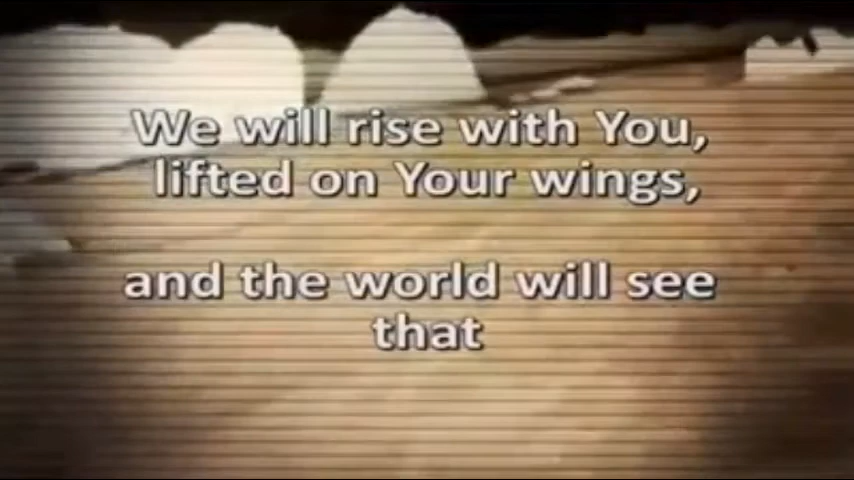 We will rise with You,
lifted on Your wings,
and the world will see
that